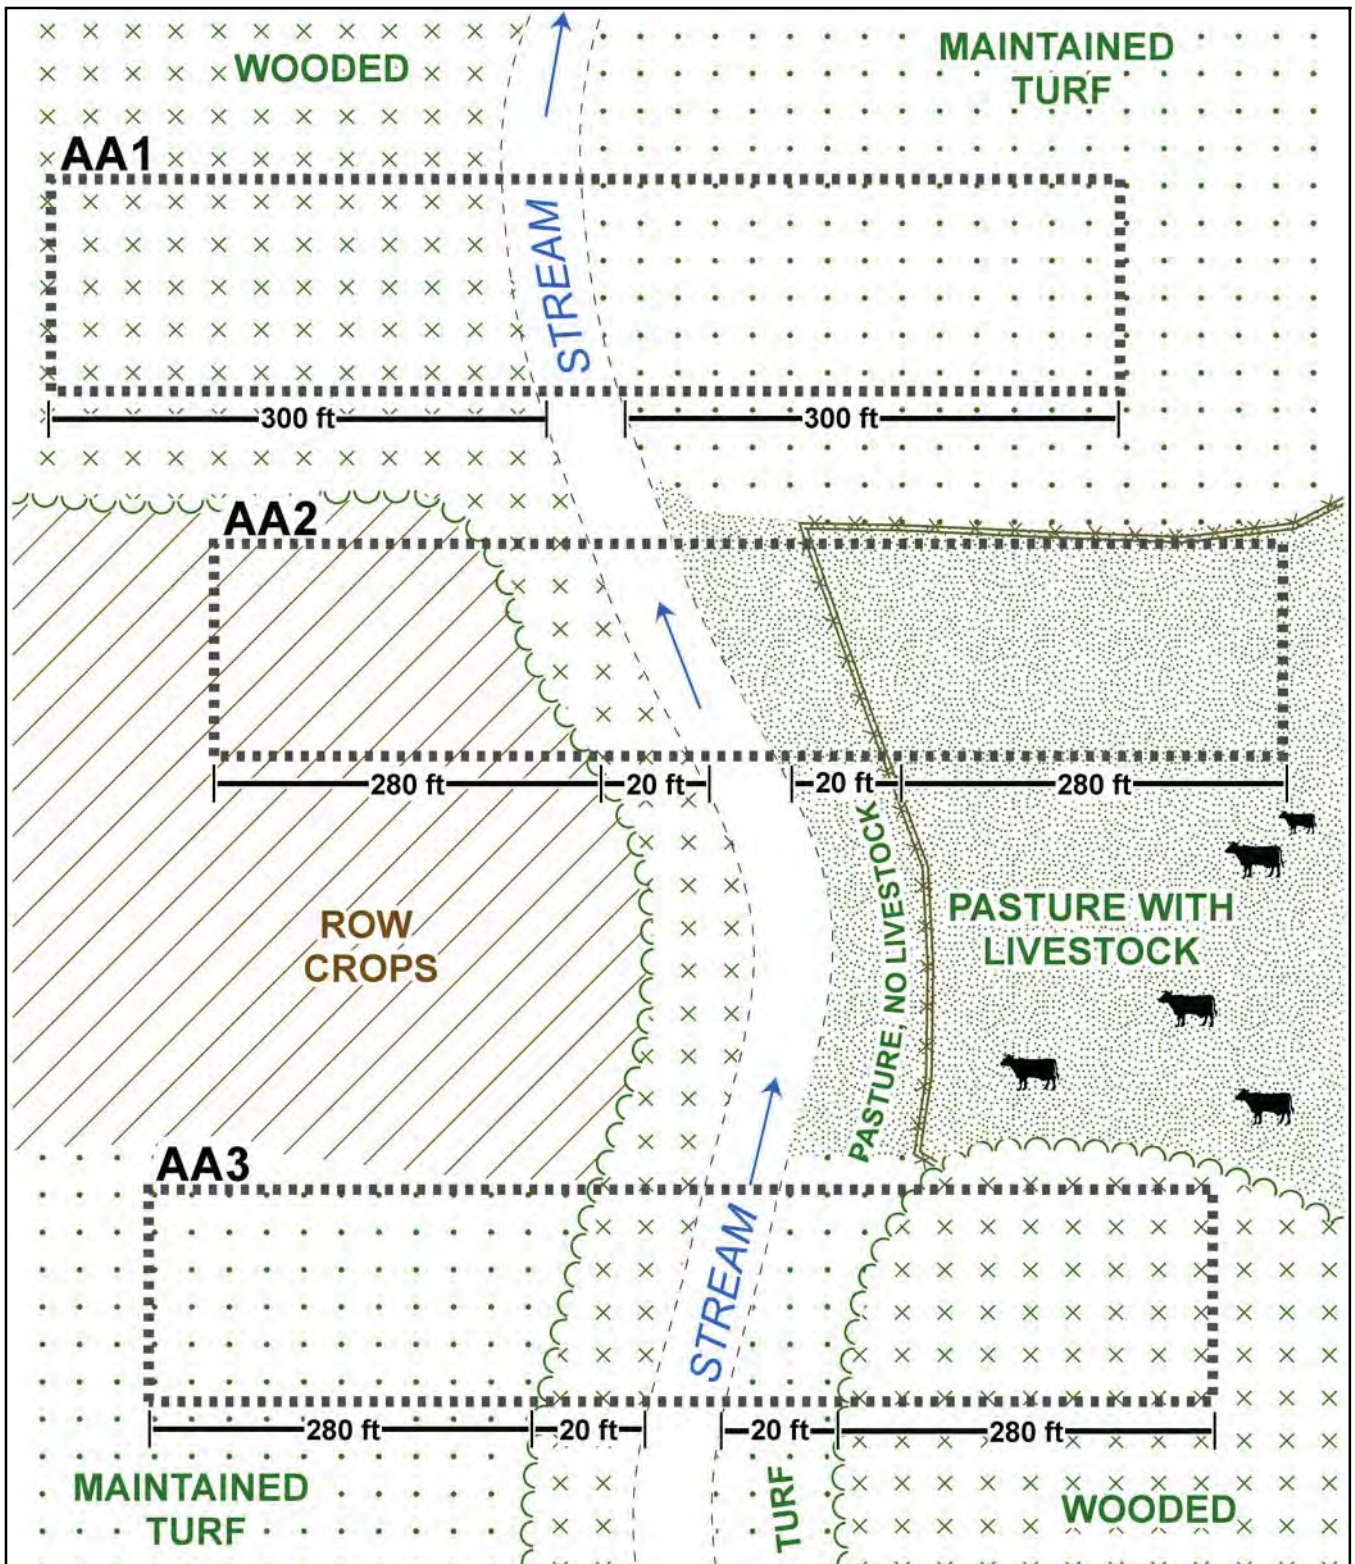 WOODED
MAINTAINED
TURF
AA1
STREAM
300 ft
300 ft
AA2
280 ft
20 ft
20 ft
280 ft
PASTURE, NO LIVESTOCK
PASTURE WITH
LIVESTOCK
ROW
CROPS
AA3
STREAM
280 ft
20 ft
20 ft
280 ft
MAINTAINED
TURF
TURF
WOODED